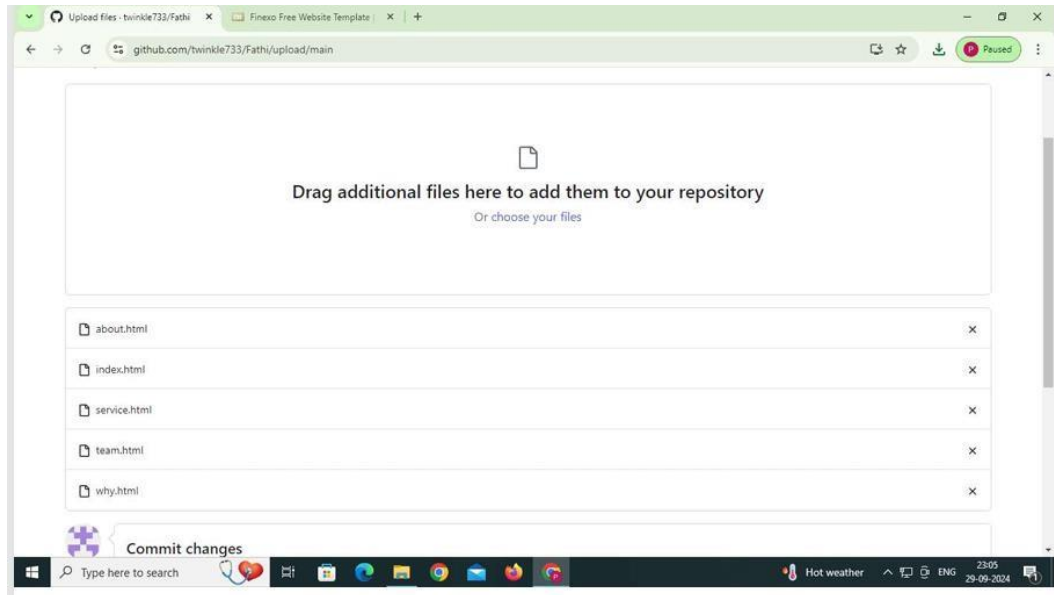 Upload files · twinkle733/Fathi
Finexo Free Website Template
github.com/twinkle733/Fathi/upload/main
Paused
Drag additional files here to add them to your repository
Or choose your files
about.html
index.html
service.html
team.html
why.html
Commit changes
Type here to search
Hot weather
ENG
23:05
29-09-2024